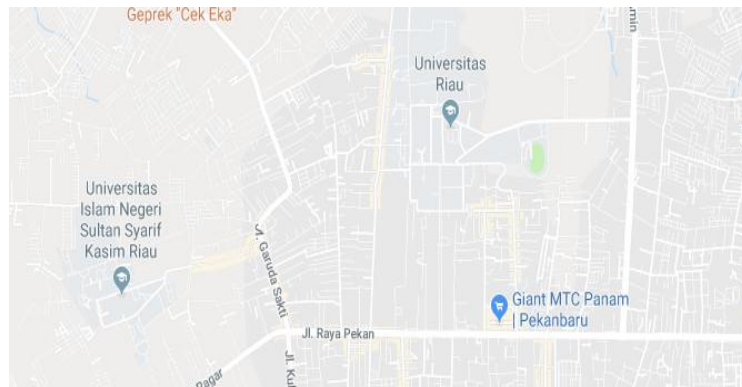 Geprek "Cek Eka"
Universitas
Riau
Universitas
Islam Negeri
Sultan Syarif
Kasim Riau
Jl. Garuda Sakti
Giant MTC Panam
| Pekanbaru
Jl. Raya Pekan